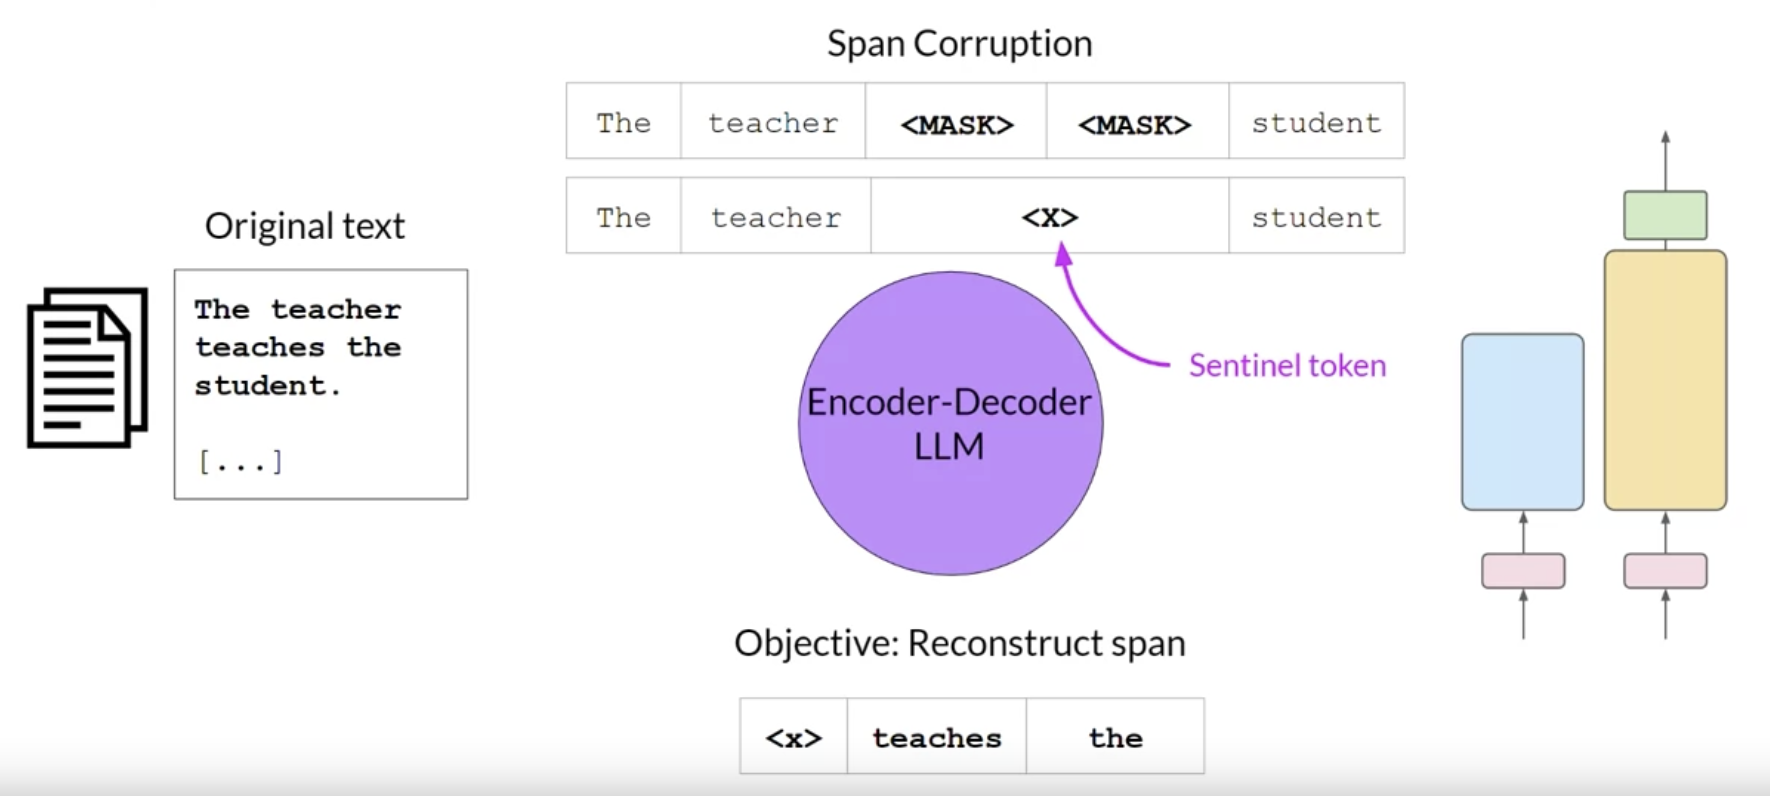 Span Corruption
The teacher <MASK> <MASK> student
The teacher <X> student
Original text
The teacher
teaches the
student.
[...]
Sentinel token
Encoder-Decoder
LLM
Objective: Reconstruct span
<x> teaches the